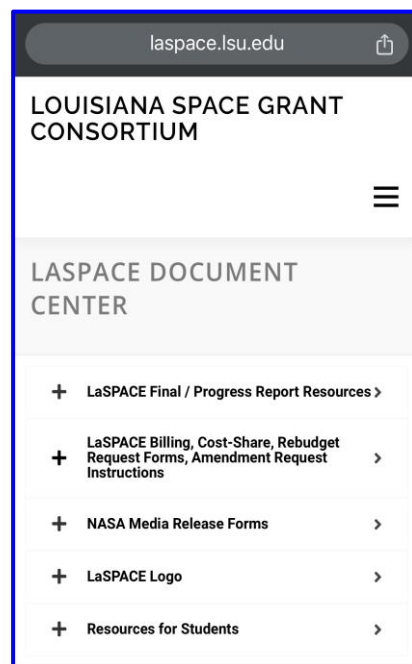 laspace.lsu.edu
LOUISIANA SPACE GRANT
CONSORTIUM
LASPACE DOCUMENT
CENTER
LaSPACE Final / Progress Report Resources
LaSPACE Billing, Cost-Share, Rebudget
Request Forms, Amendment Request
Instructions
NASA Media Release Forms
LaSPACE Logo
Resources for Students